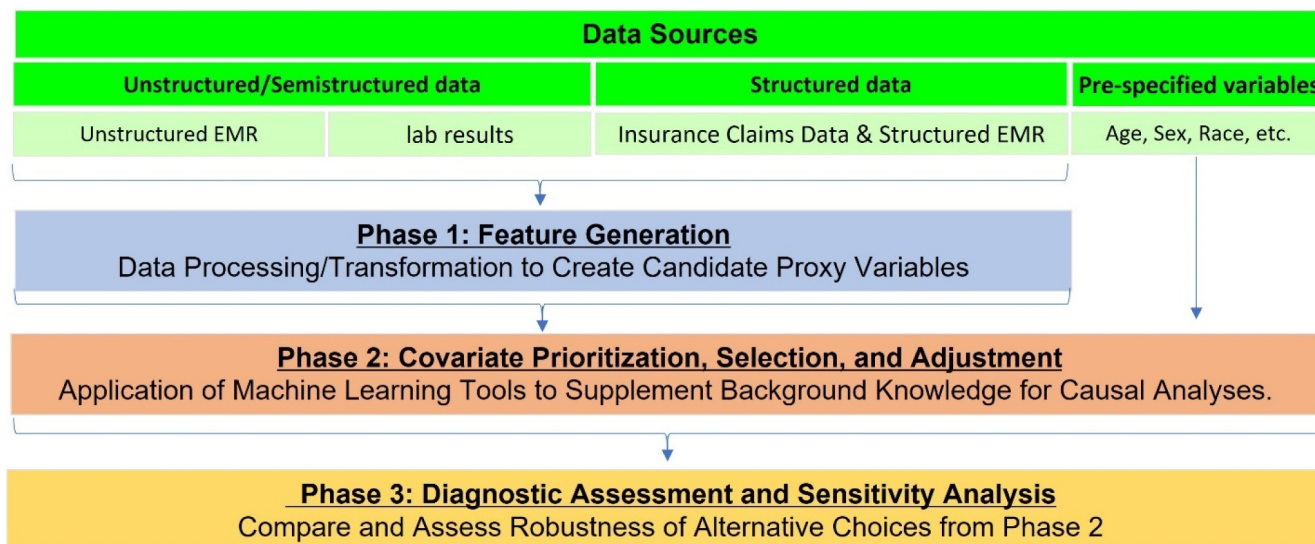 Data Sources
Unstructured/Semistructured data
Structured data
Pre-specified variables
Unstructured EMR
lab results
Insurance Claims Data & Structured EMR
Age, Sex, Race, etc.
Phase 1: Feature Generation
Data Processing/Transformation to Create Candidate Proxy Variables
Phase 2: Covariate Prioritization, Selection, and Adjustment
Application of Machine Learning Tools to Supplement Background Knowledge for Causal Analyses.
Phase 3: Diagnostic Assessment and Sensitivity Analysis
Compare and Assess Robustness of Alternative Choices from Phase 2